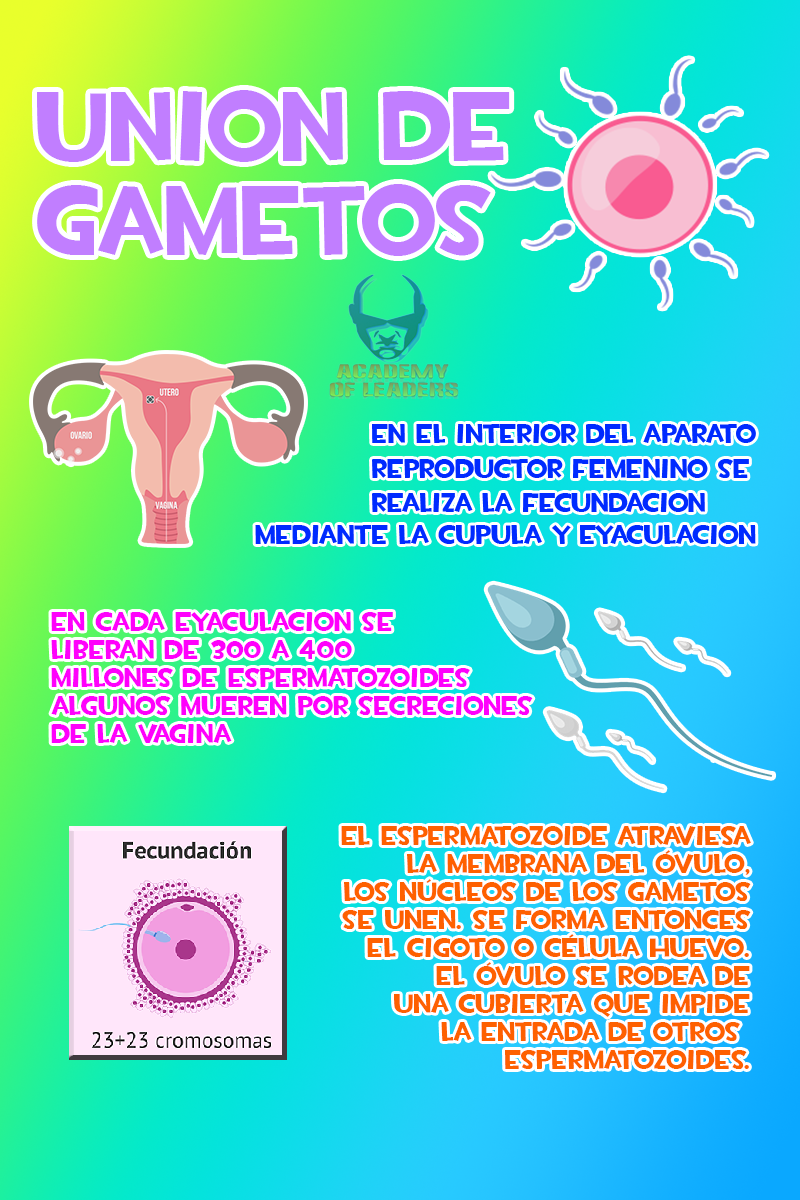 UNION DE
GAMETOS
ACADEMY
OF LEADERS
UTERO
OVARIO
VAGINA
EN EL INTERIOR DEL APARATO
REPRODUCTOR FEMENINO SE
REALIZA LA FECUNDACION
MEDIANTE LA CUPULA Y EYACULACION
EN CADA EYACULACION SE
LIBERAN DE 300 A 400
MILLONES DE ESPERMATOZOIDES
ALGUNOS MUEREN POR SECRECIONES
DE LA VAGINA
Fecundación
23+23 cromosomas
EL ESPERMATOZOIDE ATRAVIESA
LA MEMBRANA DEL ÓVULO,
LOS NÚCLEOS DE LOS GAMETOS
SE UNEN. SE FORMA ENTONCES
EL CIGOTO O CÉLULA HUEVO.
EL ÓVULO SE RODEA DE
UNA CUBIERTA QUE IMPIDE
LA ENTRADA DE OTROS
ESPERMATOZOIDES.